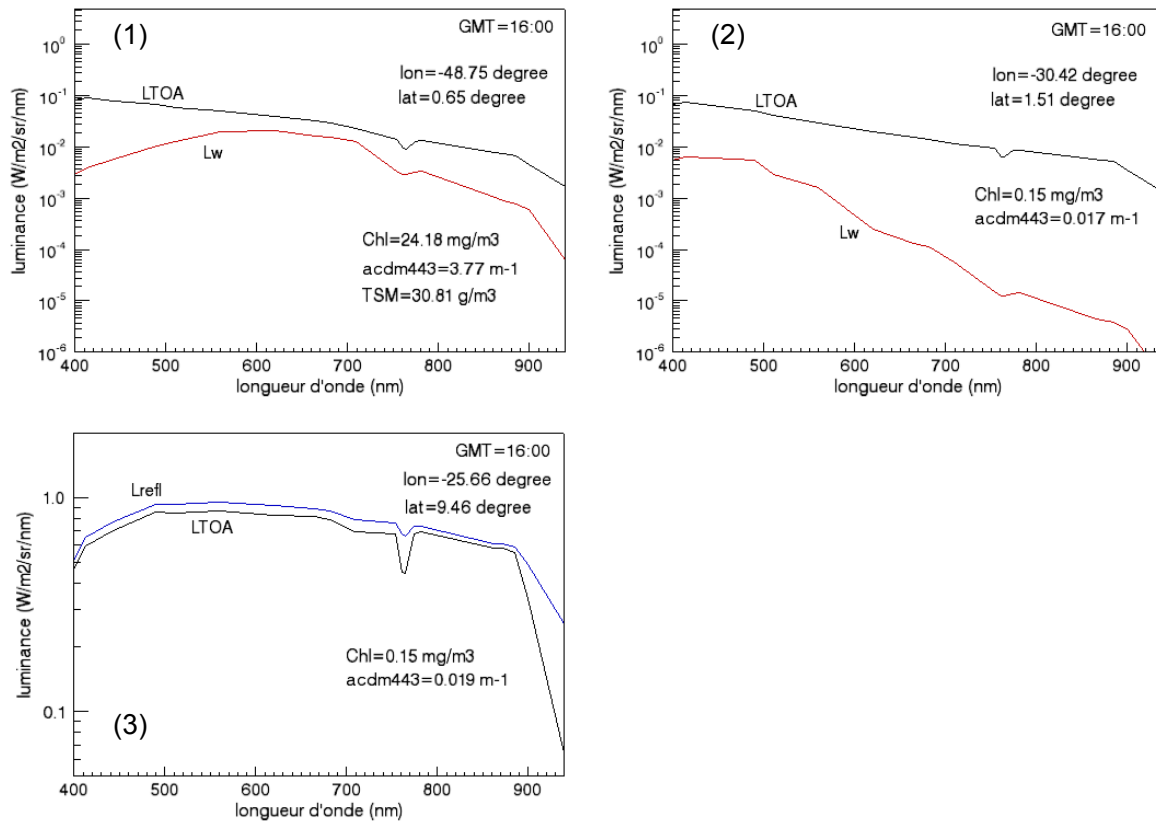 (1)
GMT=16:00
lon=-48.75 degree
lat=0.65 degree
LTOA
Lw
Chl=24.18 mg/m3
acdm443=3.77 m-1
TSM=30.81 g/m3
luminance (W/m2/sr/nm)
10^0
10^-1
10^-2
10^-3
10^-4
10^-5
10^-6
400 500 600 700 800 900
longueur d'onde (nm)
(2)
GMT=16:00
lon=-30.42 degree
lat=1.51 degree
LTOA
Lw
Chl=0.15 mg/m3
acdm443=0.017 m-1
luminance (W/m2/sr/nm)
10^0
10^-1
10^-2
10^-3
10^-4
10^-5
10^-6
400 500 600 700 800 900
longueur d'onde (nm)
GMT=16:00
lon=-25.66 degree
lat=9.46 degree
Lrefl
LTOA
Chl=0.15 mg/m3
acdm443=0.019 m-1
(3)
luminance (W/m2/sr/nm)
1.0
0.1
400 500 600 700 800 900
longueur d'onde (nm)